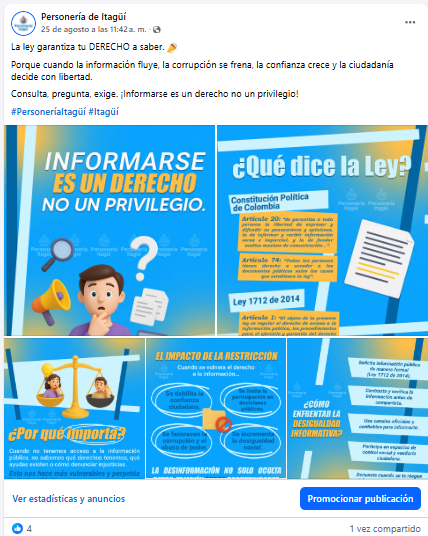 Personería de Itagüí
25 de agosto a las 11:42 a. m. ·
La ley garantiza tu DERECHO a saber.
Porque cuando la información fluye, la corrupción se frena, la confianza crece y la ciudadanía
decide con libertad.
Consulta, pregunta, exige. ¡Informarse es un derecho no un privilegio!
#PersoneríaItagüí #Itagüí
INFORMARSE
ES UN DERECHO
NO UN PRIVILEGIO.
¿Qué dice la Ley?
Constitución Política
de Colombia
Artículo 20: "Se garantiza a toda
persona la libertad de expresar y
difundir su pensamiento y opiniones,
la de informar y recibir información
veraz e imparcial, y la de fundar
medios masivos de comunicación..."
Artículo 74: "Todas las personas
tienen derecho a acceder a los
documentos públicos salvo los casos
que establezca la ley."
Ley 1712 de 2014
Artículo 1: "El objeto de la presente
ley es regular el derecho de acceso a la
información pública, los procedimientos
para el ejercicio y garantía del derecho
¿Por qué importa?
Cuando no tenemos acceso a la información
pública, no sabemos qué derechos tenemos, qué
ayudas existen o cómo denunciar injusticias.
Esto nos hace más vulnerables y perpetúa
EL IMPACTO DE LA RESTRICCIÓN
Cuando se vulnera el derecho
a la información...
Se debilita la
confianza
ciudadana.
Se limita la
participación en
decisiones
públicas.
Se favorecen la
corrupción y el
abuso de poder.
Se incrementa
la desigualdad
social.
LA DESINFORMACIÓN NO SOLO OCULTA
¿CÓMO
ENFRENTAR LA
DESIGUALDAD
INFORMATIVA?
Solicita información pública
de manera formal
(Ley 1712 de 2014).
Contrasta y verifica la
información antes de
compartirla.
Usa canales oficiales y
confiables para informarte.
Participa en espacios de
control social y veeduría
ciudadana.
Denuncia cuando se te niegue
Ver estadísticas y anuncios
Promocionar publicación
4
1 vez compartido